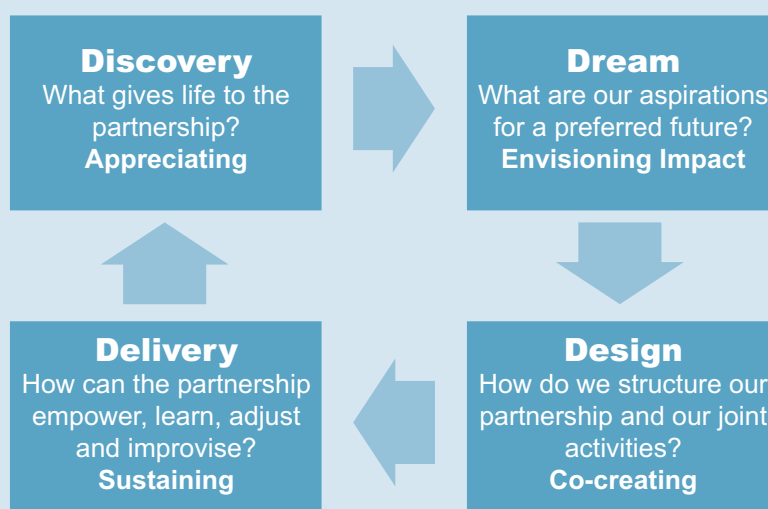 Discovery
What gives life to the
partnership?
Appreciating
Dream
What are our aspirations
for a preferred future?
Envisioning Impact
Delivery
How can the partnership
empower, learn, adjust
and improvise?
Sustaining
Design
How do we structure our
partnership and our joint
activities?
Co-creating